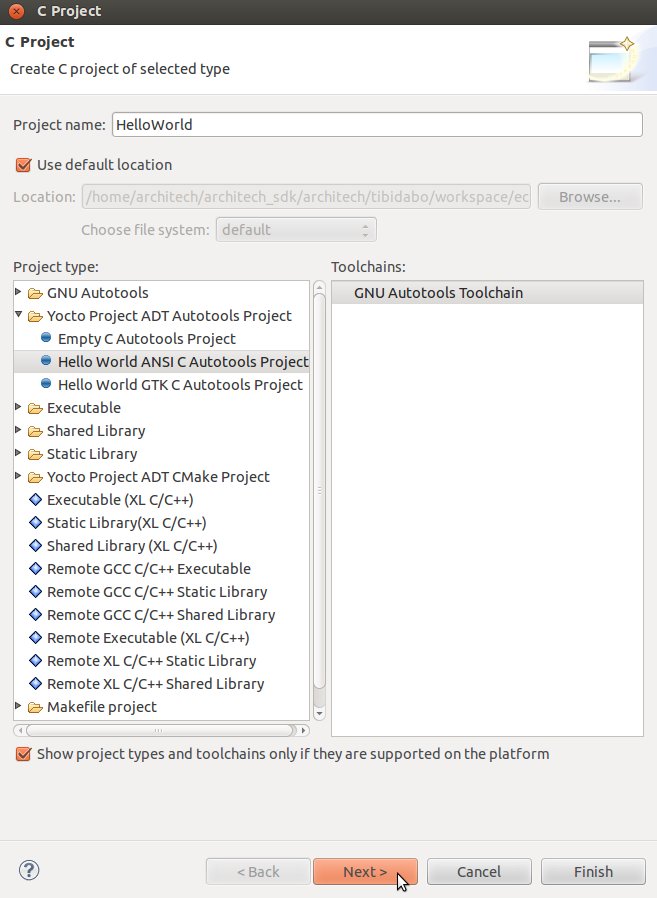 C Project
C Project
Create C project of selected type
Project name: HelloWorld
Use default location
Location: /home/architech/architech_sdk/architech/tibidabo/workspace/ec Browse...
Choose file system: default
Project type: Toolchains:
GNU Autotools GNU Autotools Toolchain
Yocto Project ADT Autotools Project
Empty C Autotools Project
Hello World ANSI C Autotools Project
Hello World GTK C Autotools Project
Executable
Shared Library
Static Library
Yocto Project ADT CMake Project
Executable (XL C/C++)
Static Library(XL C/C++)
Shared Library (XL C/C++)
Remote GCC C/C++ Executable
Remote GCC C/C++ Static Library
Remote GCC C/C++ Shared Library
Remote Executable (XL C/C++)
Remote XL C/C++ Static Library
Remote XL C/C++ Shared Library
Makefile project
Show project types and toolchains only if they are supported on the platform
? < Back Next > Cancel Finish